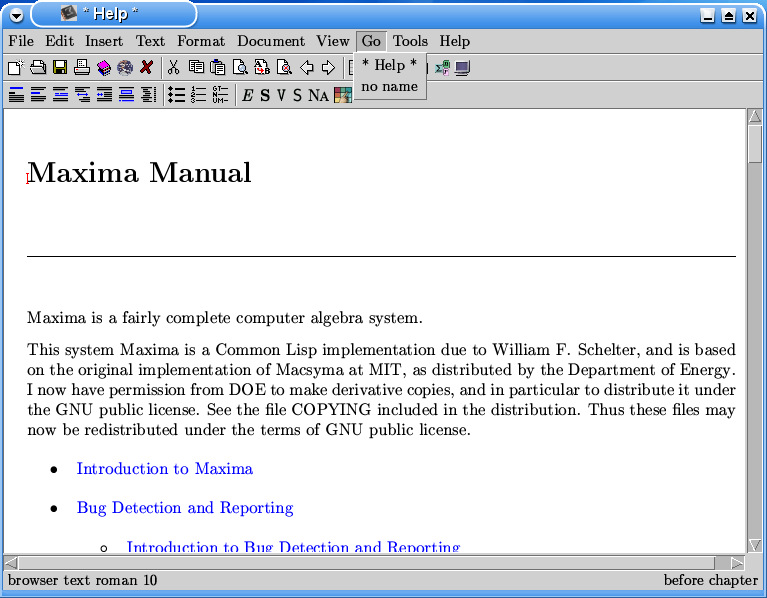 * Help *
File Edit Insert Text Format Document View Go Tools Help
* Help *
no name
E S V S NA
Maxima Manual
Maxima is a fairly complete computer algebra system.
This system Maxima is a Common Lisp implementation due to William F. Schelter, and is based
on the original implementation of Macsyma at MIT, as distributed by the Department of Energy.
I now have permission from DOE to make derivative copies, and in particular to distribute it under
the GNU public license. See the file COPYING included in the distribution. Thus these files may
now be redistributed under the terms of GNU public license.
• Introduction to Maxima
• Bug Detection and Reporting
◦ Introduction to Bug Detection and Reporting
browser text roman 10 before chapter